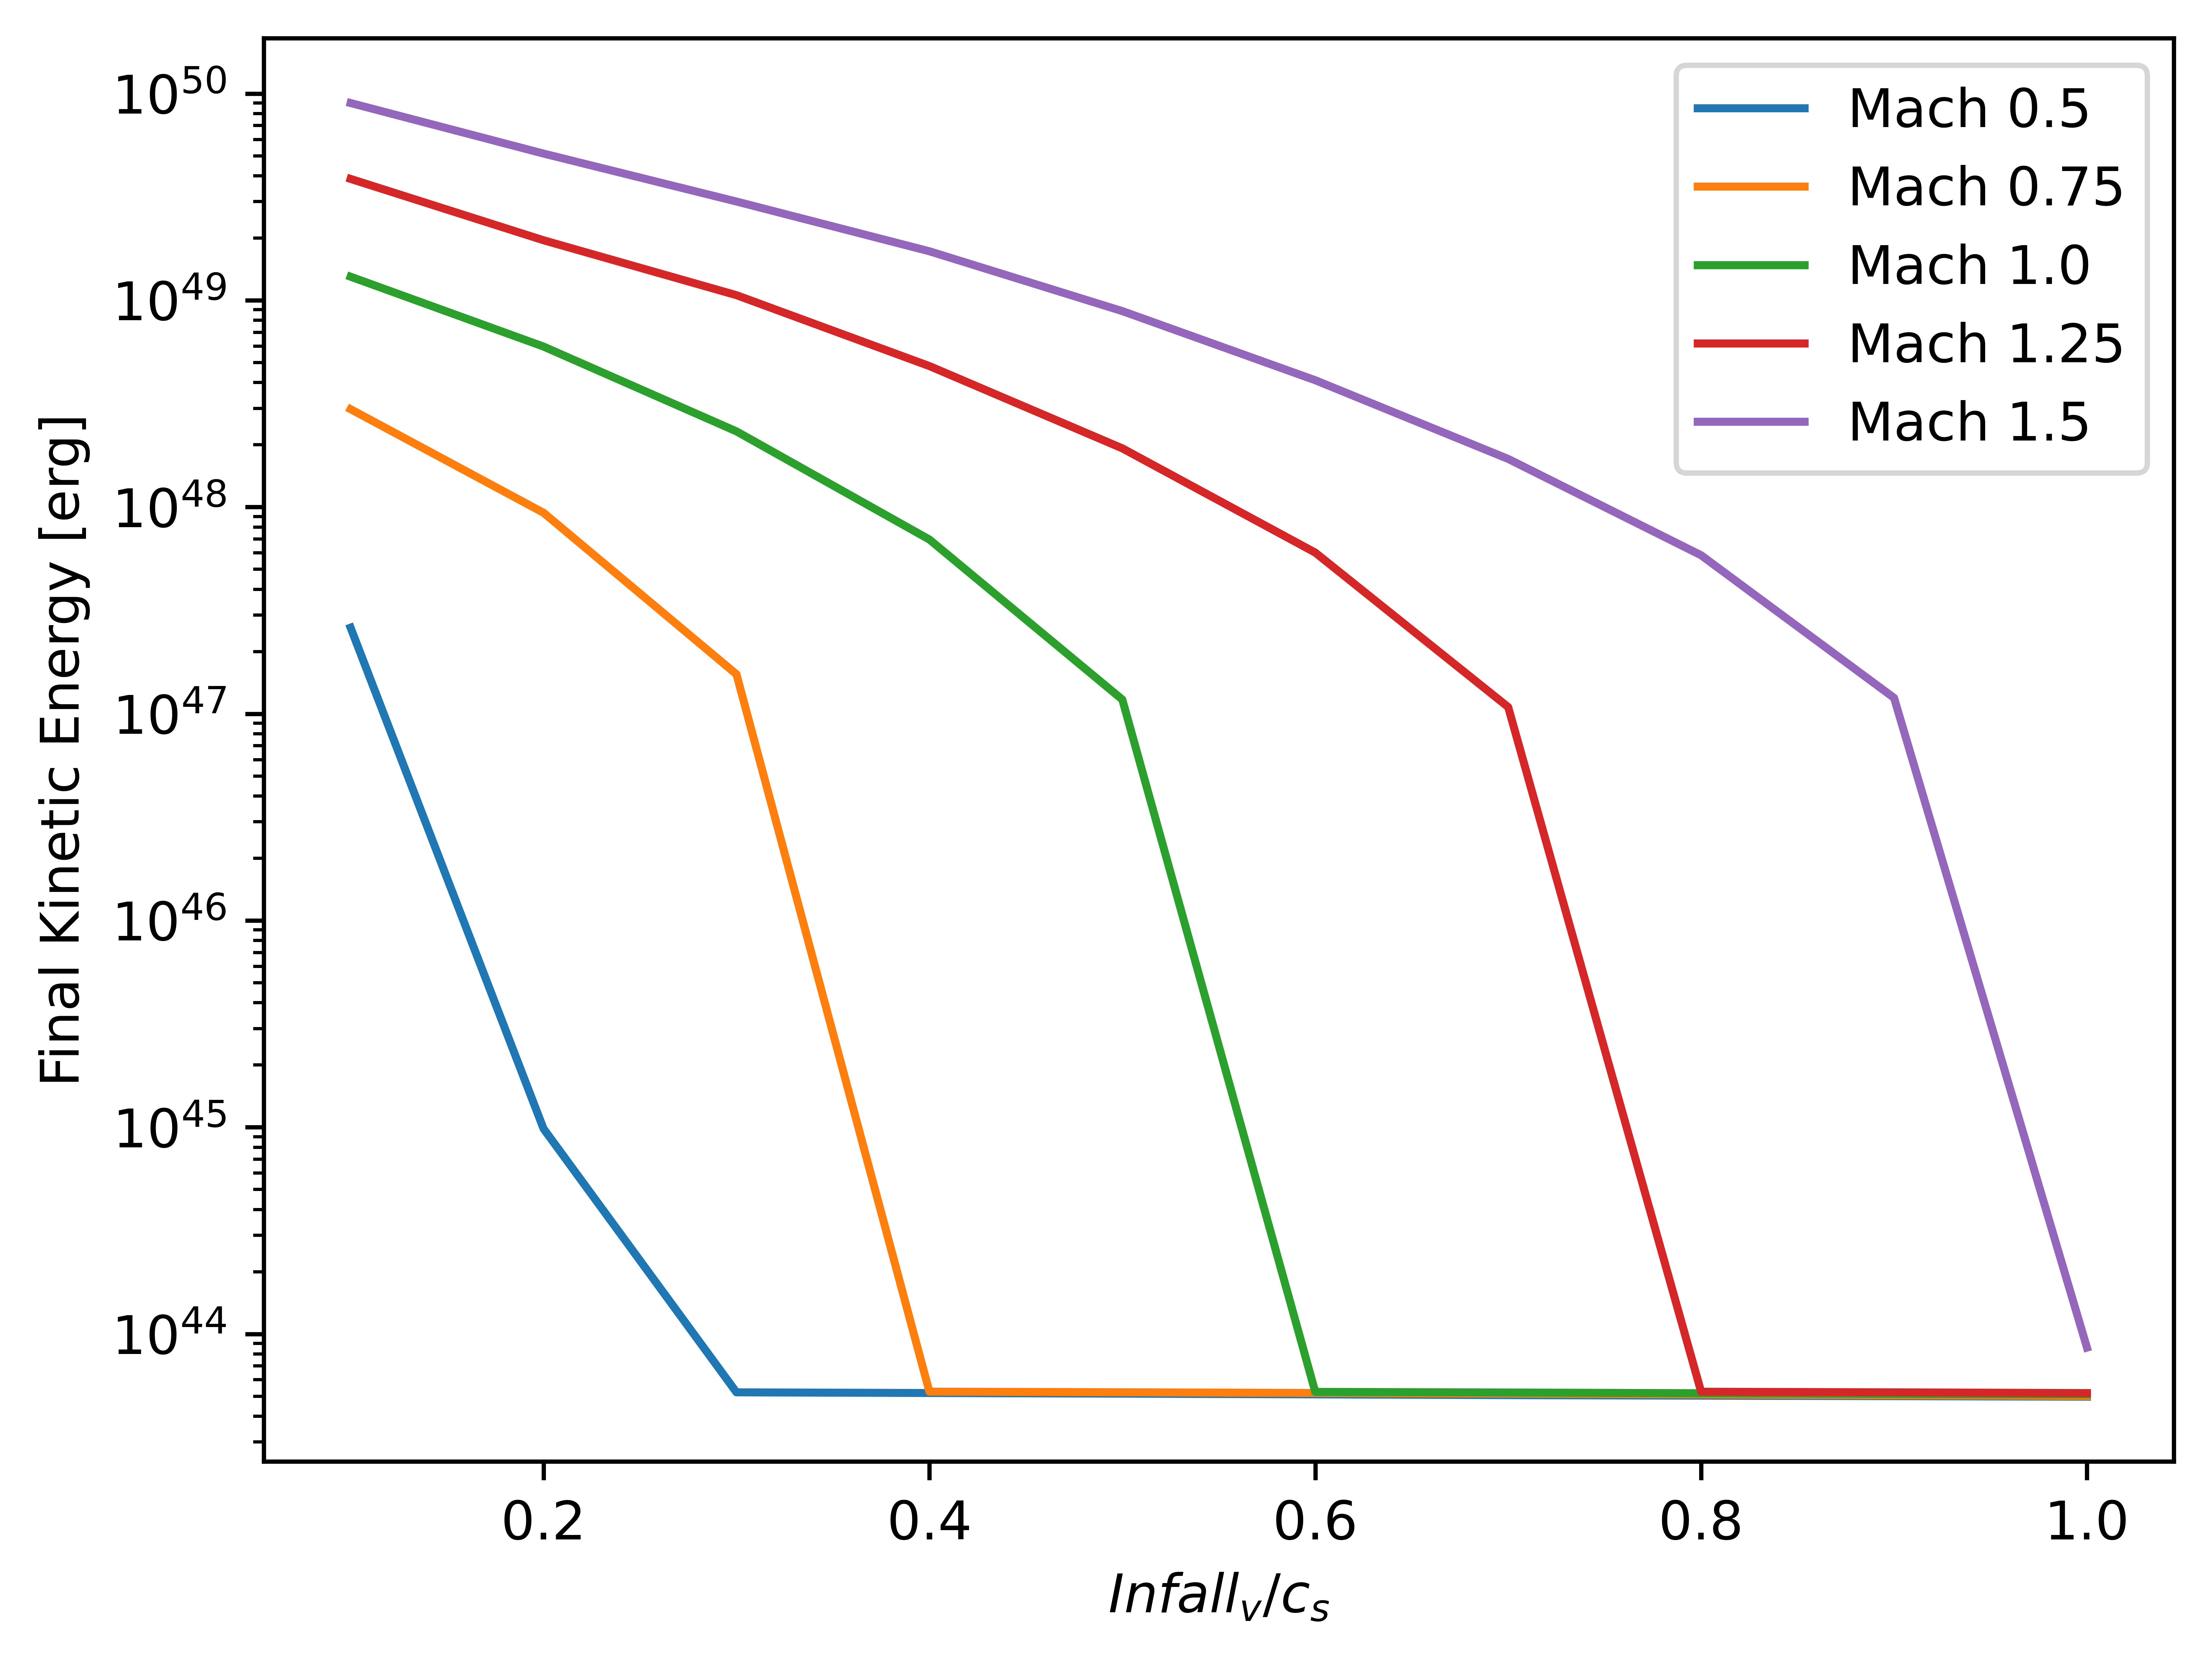 Final Kinetic Energy [erg]
10^50
10^49
10^48
10^47
10^46
10^45
10^44
Mach 0.5
Mach 0.75
Mach 1.0
Mach 1.25
Mach 1.5
0.2 0.4 0.6 0.8 1.0
Infall_v/c_s